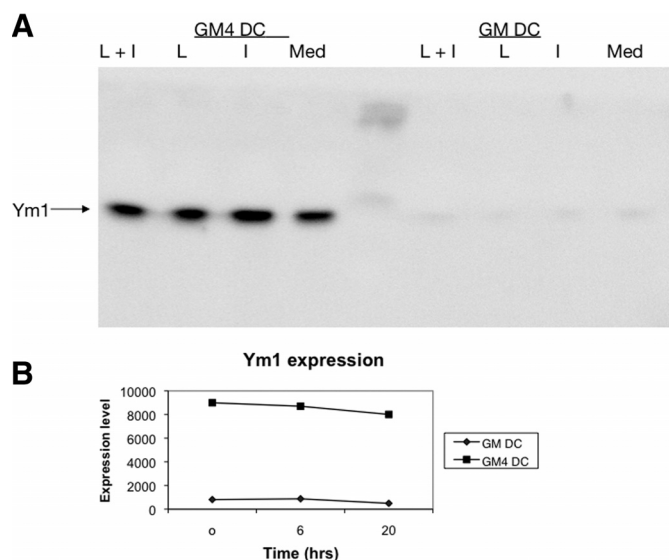 A
GM4 DC GM DC
L + I L I Med L + I L I Med
Ym1
B
Ym1 expression
Expression level
10000
8000
6000
4000
2000
0
o 6 20
Time (hrs)
GM DC
GM4 DC